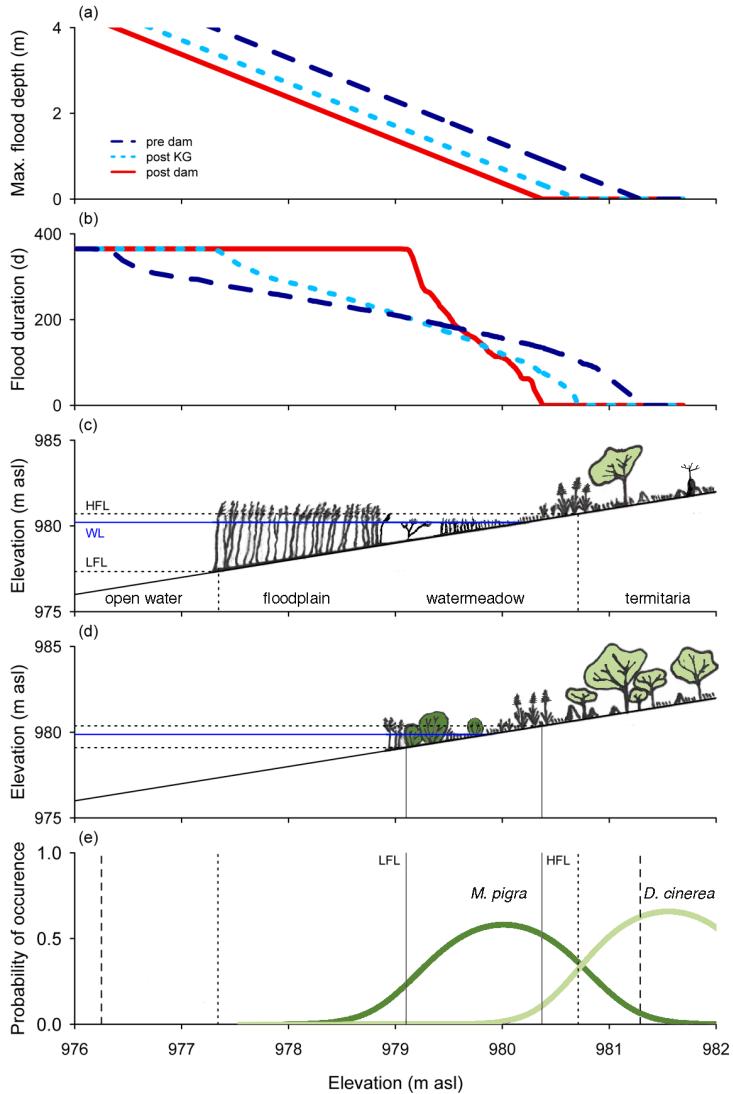 (a)
4
2
0
Max. flood depth (m)
pre dam
post KG
post dam
(b)
400
200
0
Flood duration (d)
(c)
985
980
975
Elevation (m asl)
HFL
WL
LFL
open water floodplain watermeadow termitaria
(d)
985
980
975
Elevation (m asl)
(e)
1.0
0.5
0.0
Probability of occurence
LFL HFL
M. pigra D. cinerea
976 977 978 979 980 981 982
Elevation (m asl)